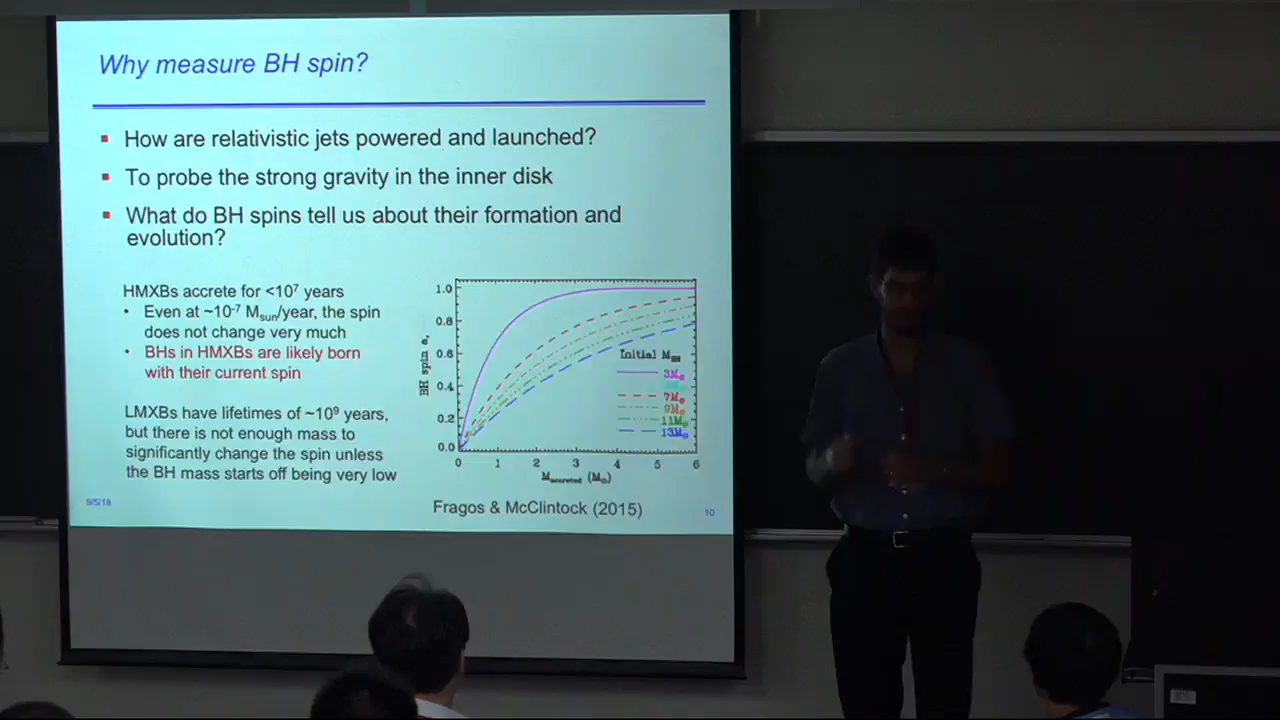 Why measure BH spin?
How are relativistic jets powered and launched?
To probe the strong gravity in the inner disk
What do BH spins tell us about their formation and
evolution?
HMXBs accrete for <10⁷ years
• Even at ~10⁻⁷ Msun/year, the spin
does not change very much
• BHs in HMXBs are likely born
with their current spin
LMXBs have lifetimes of ~10⁹ years,
but there is not enough mass to
significantly change the spin unless
the BH mass starts off being very low
BH spin a*
1.0
0.8
0.6
0.4
0.2
0.0
Initial MBH
3M⊙
7M⊙
9M⊙
11M⊙
13M⊙
0 1 2 3 4 5 6
Maccreted (M⊙)
Fragos & McClintock (2015)
9/5/18
10